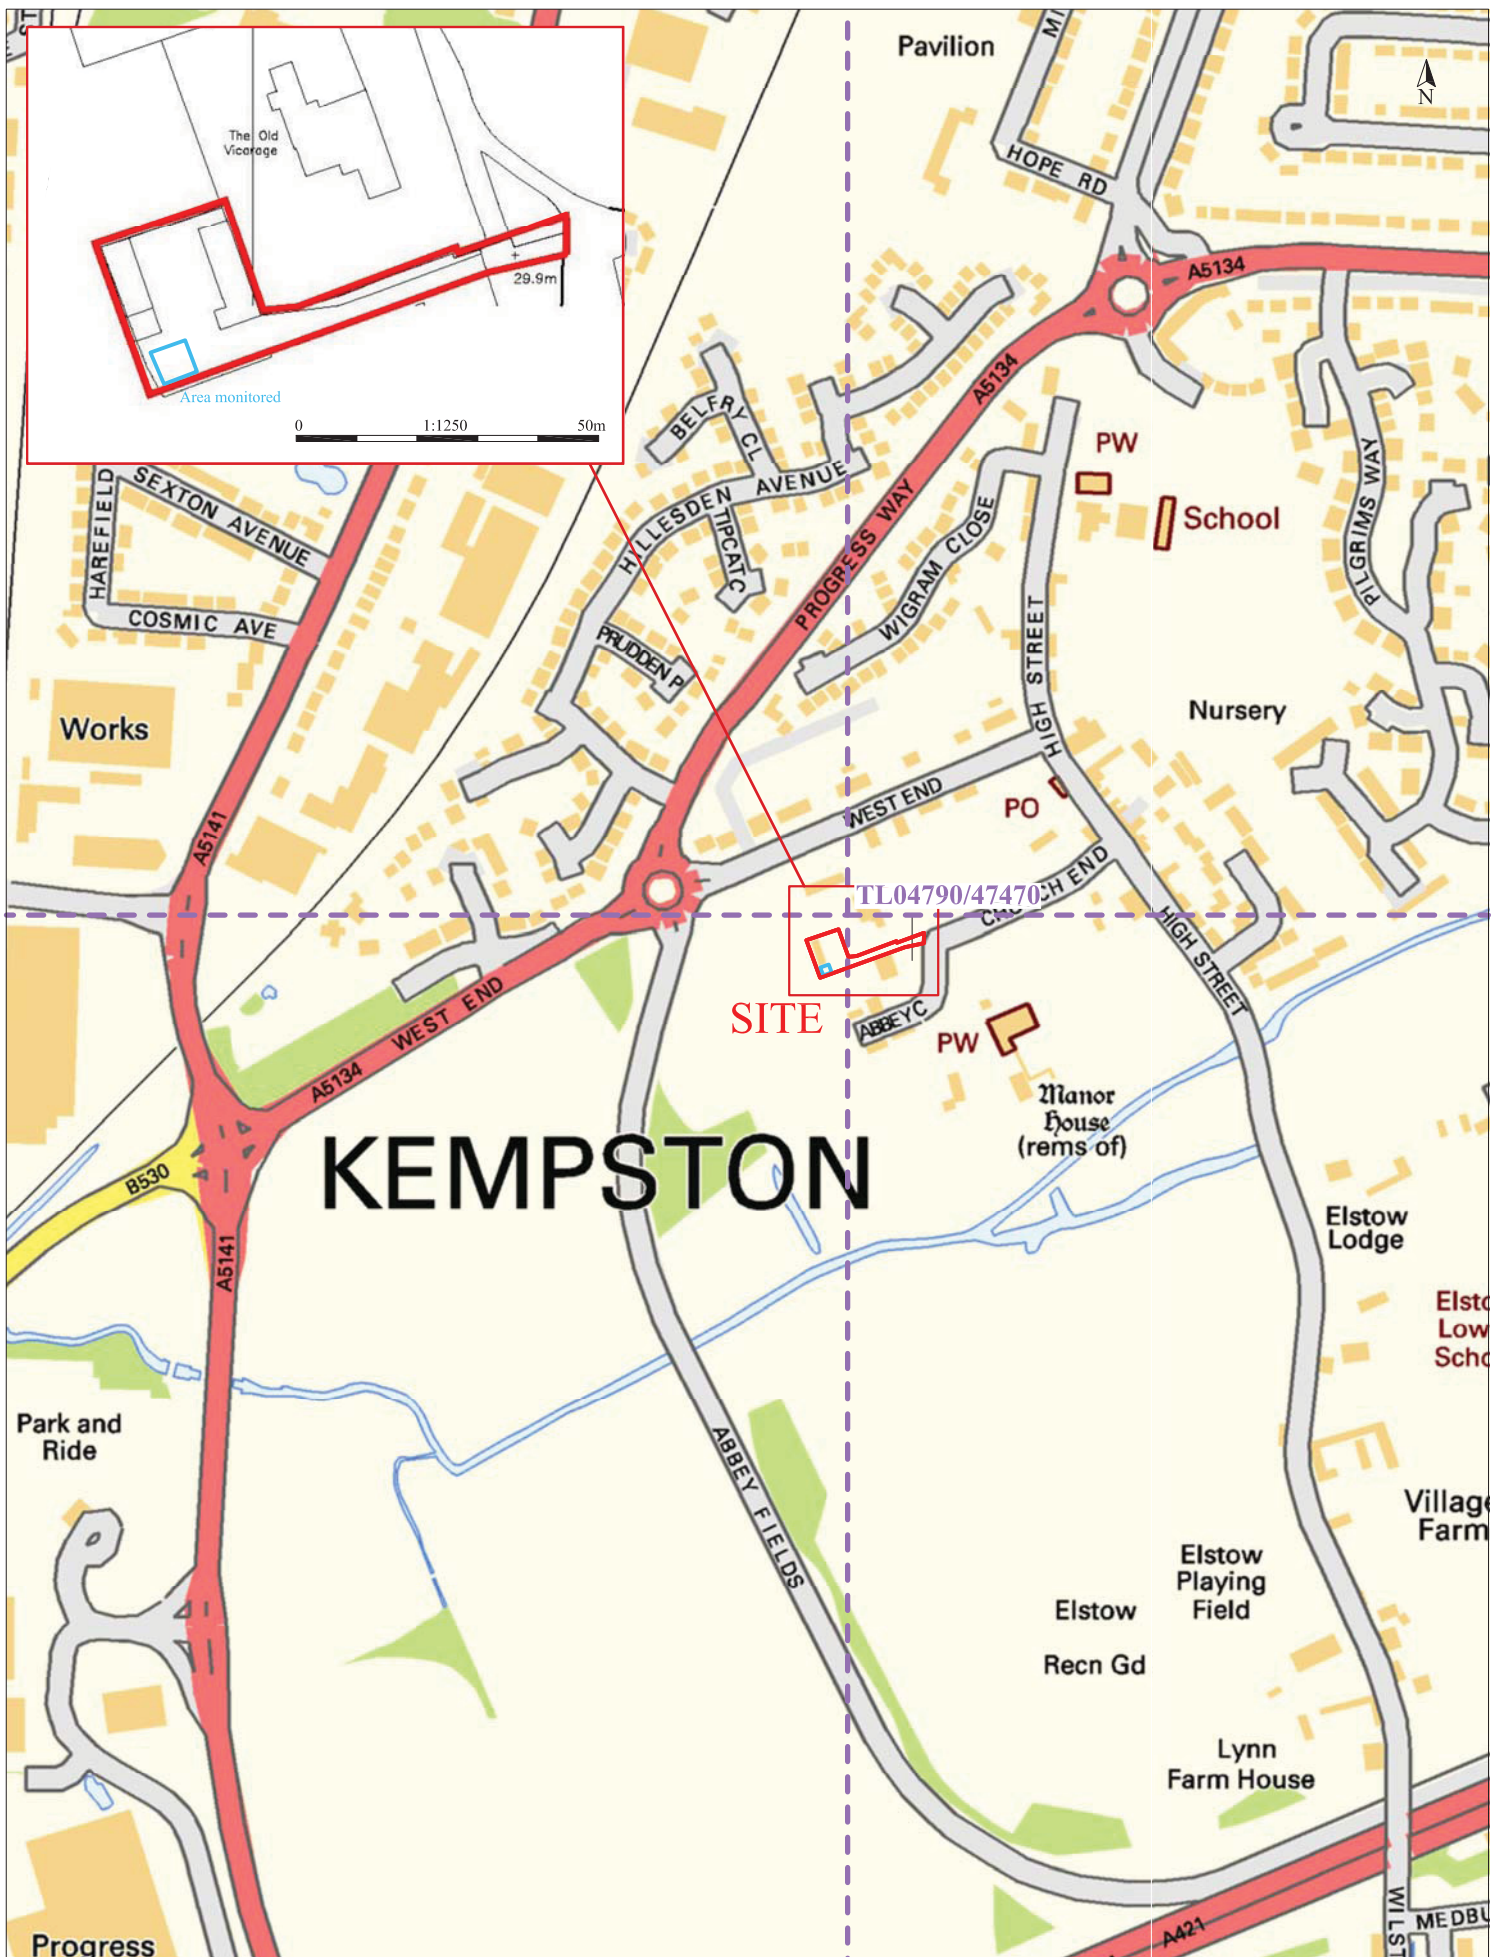 Pavilion
N
HOPE RD
A5134
The Old
Vicarage
29.9m
Area monitored
0 1:1250 50m
A5134
BELFRY CL
HILLESDEN AVENUE
TIPCATC
PROGRESS WAY
WIGRAM CLOSE
PW
School
PILGRIMS WAY
HAREFIELD
SEXTON AVENUE
COSMIC AVE
PRUDDEN P
HIGH STREET
Nursery
Works
A5141
WEST END
PO
TL04790/47470
HIGH STREET
SITE
ABBEY C
PW
WEST END
A5134
Manor
House
(rems of)
KEMPSTON
B530
A5141
Elstow
Lodge
Park and
Ride
ABBEY FIELDS
Village
Farm
Elstow
Playing
Field
Elstow
Recn Gd
Lynn
Farm House
A421
WILST
MEDBU
Progress